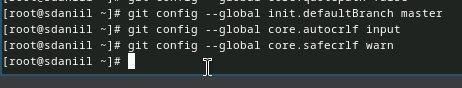 [root@sdaniil ~]# git config --global init.defaultBranch master
[root@sdaniil ~]# git config --global core.autocrlf input
[root@sdaniil ~]# git config --global core.safecrlf warn
[root@sdaniil ~]#